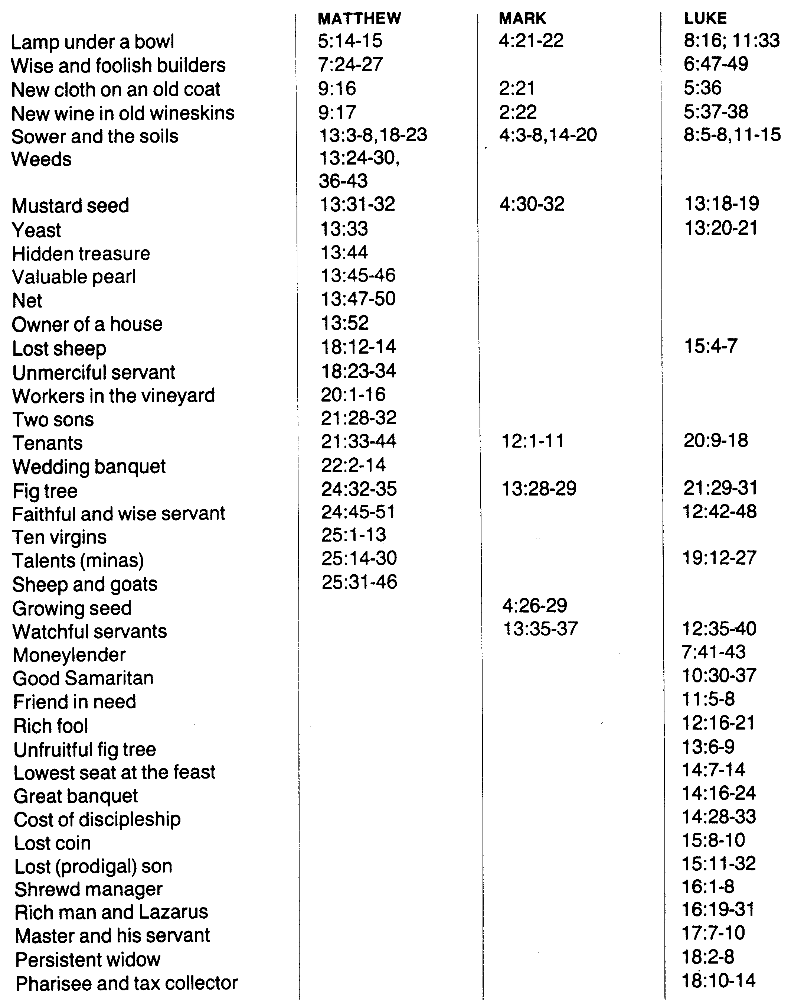 MATTHEW MARK LUKE
Lamp under a bowl 5:14-15 4:21-22 8:16; 11:33
Wise and foolish builders 7:24-27 6:47-49
New cloth on an old coat 9:16 2:21 5:36
New wine in old wineskins 9:17 2:22 5:37-38
Sower and the soils 13:3-8,18-23 4:3-8,14-20 8:5-8,11-15
Weeds 13:24-30,
36-43
Mustard seed 13:31-32 4:30-32 13:18-19
Yeast 13:33 13:20-21
Hidden treasure 13:44
Valuable pearl 13:45-46
Net 13:47-50
Owner of a house 13:52
Lost sheep 18:12-14 15:4-7
Unmerciful servant 18:23-34
Workers in the vineyard 20:1-16
Two sons 21:28-32
Tenants 21:33-44 12:1-11 20:9-18
Wedding banquet 22:2-14
Fig tree 24:32-35 13:28-29 21:29-31
Faithful and wise servant 24:45-51 12:42-48
Ten virgins 25:1-13
Talents (minas) 25:14-30 19:12-27
Sheep and goats 25:31-46
Growing seed 4:26-29
Watchful servants 13:35-37 12:35-40
Moneylender 7:41-43
Good Samaritan 10:30-37
Friend in need 11:5-8
Rich fool 12:16-21
Unfruitful fig tree 13:6-9
Lowest seat at the feast 14:7-14
Great banquet 14:16-24
Cost of discipleship 14:28-33
Lost coin 15:8-10
Lost (prodigal) son 15:11-32
Shrewd manager 16:1-8
Rich man and Lazarus 16:19-31
Master and his servant 17:7-10
Persistent widow 18:2-8
Pharisee and tax collector 18:10-14